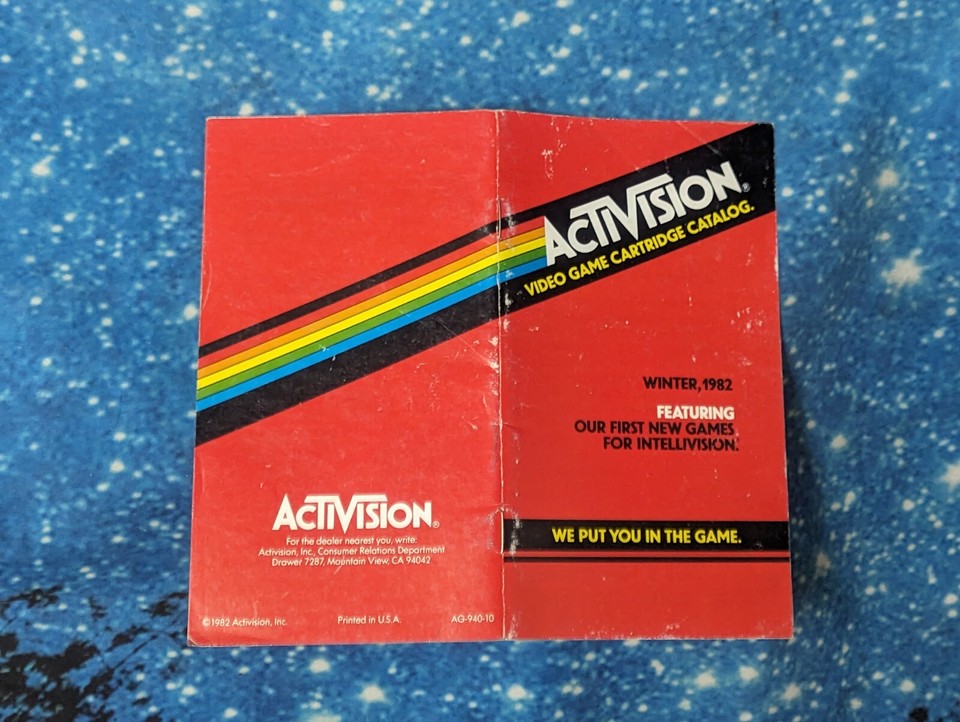 ACTIVISION®
VIDEO GAME CARTRIDGE CATALOG.
WINTER, 1982
FEATURING
OUR FIRST NEW GAMES
FOR INTELLIVISION.
WE PUT YOU IN THE GAME.
ACTIVISION®
For the dealer nearest you, write:
Activision, Inc., Consumer Relations Department
Drawer 7287, Mountain View, CA 94042
©1982 Activision, Inc.
Printed in U.S.A.
AG-940-10